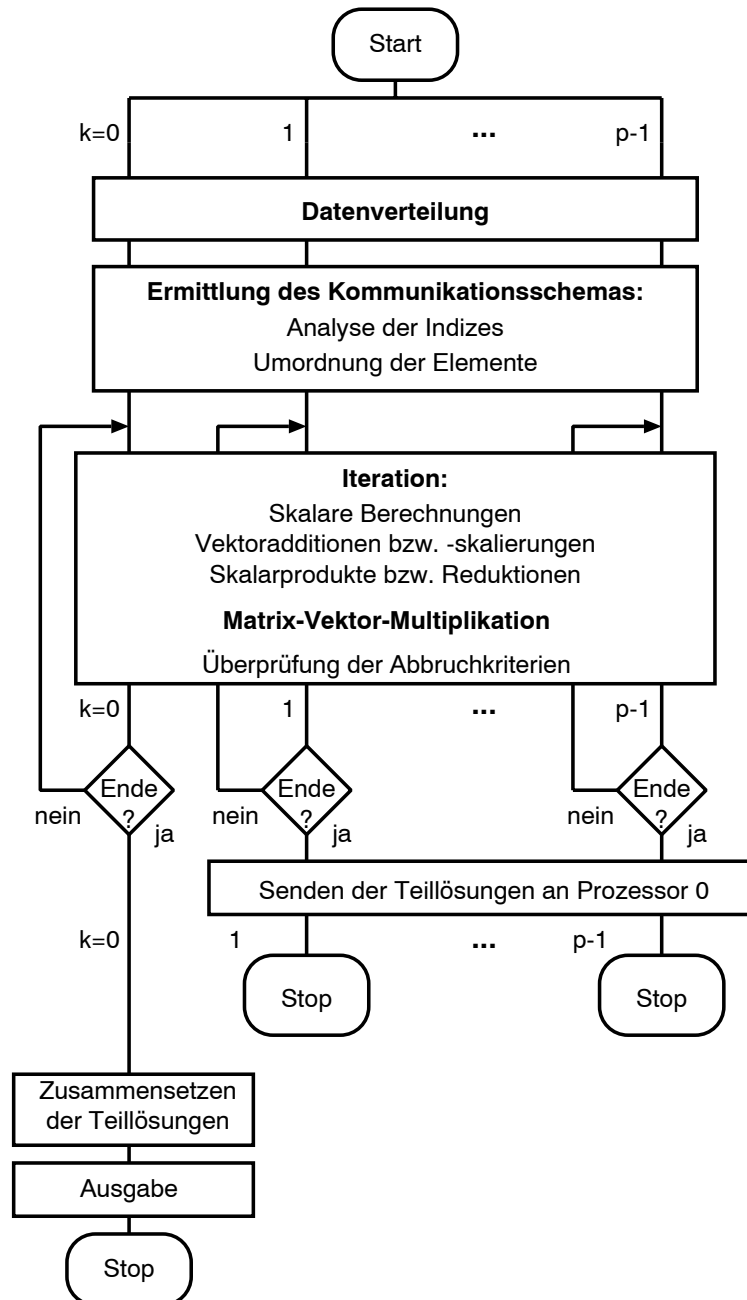 Start
k=0 1 ... p-1
Datenverteilung
Ermittlung des Kommunikationsschemas:
Analyse der Indizes
Umordnung der Elemente
Iteration:
Skalare Berechnungen
Vektoradditionen bzw. -skalierungen
Skalarprodukte bzw. Reduktionen
Matrix-Vektor-Multiplikation
Überprüfung der Abbruchkriterien
k=0 1 ... p-1
Ende Ende Ende
nein ? ja nein ? ja nein ? ja
Senden der Teillösungen an Prozessor 0
k=0 1 ... p-1
Stop Stop
Zusammensetzen
der Teillösungen
Ausgabe
Stop